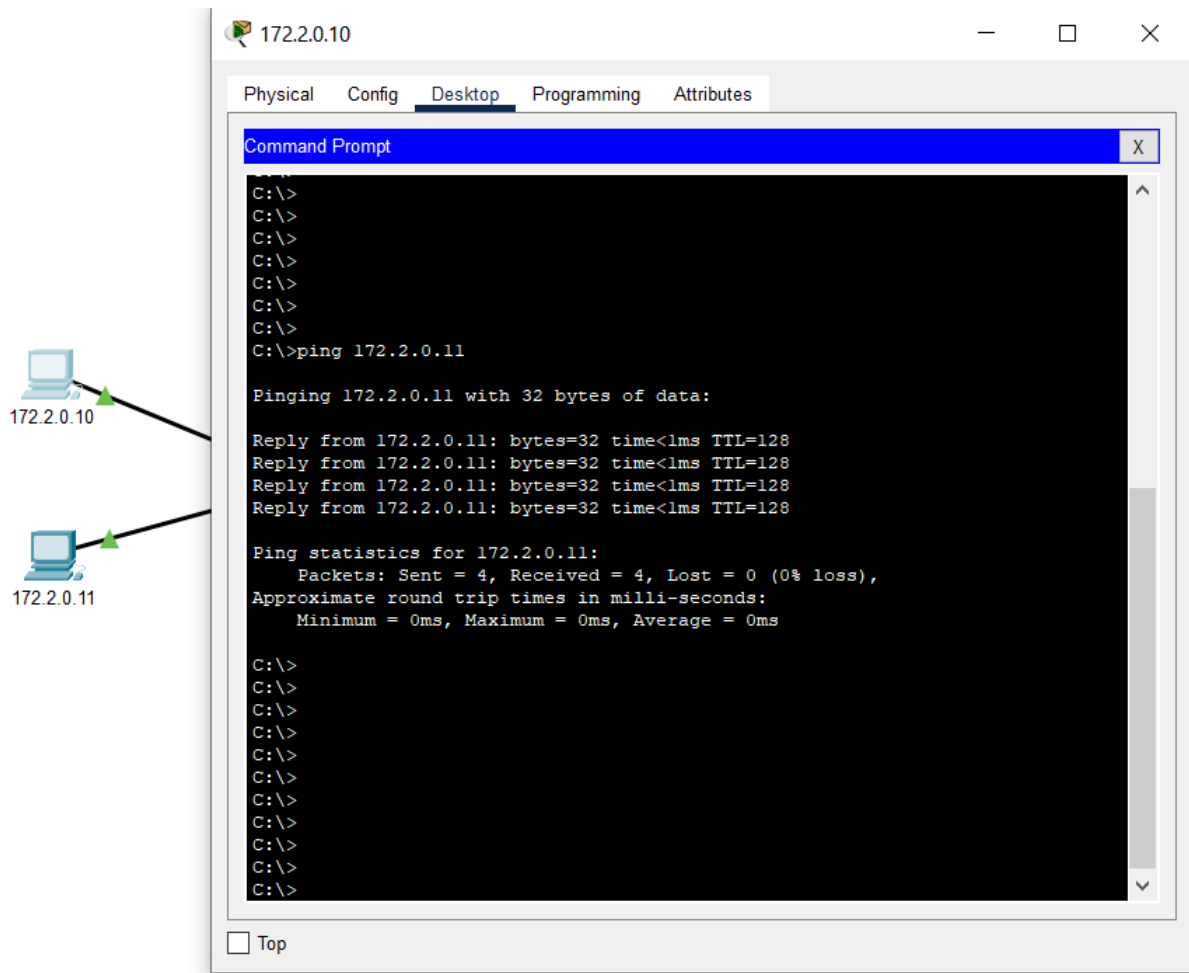 172.2.0.10
Physical Config Desktop Programming Attributes
Command Prompt
X
C:\>
C:\>
C:\>
C:\>
C:\>
C:\>
C:\>
C:\>ping 172.2.0.11
Pinging 172.2.0.11 with 32 bytes of data:
Reply from 172.2.0.11: bytes=32 time<1ms TTL=128
Reply from 172.2.0.11: bytes=32 time<1ms TTL=128
Reply from 172.2.0.11: bytes=32 time<1ms TTL=128
Reply from 172.2.0.11: bytes=32 time<1ms TTL=128
Ping statistics for 172.2.0.11:
Packets: Sent = 4, Received = 4, Lost = 0 (0% loss),
Approximate round trip times in milli-seconds:
Minimum = 0ms, Maximum = 0ms, Average = 0ms
C:\>
C:\>
C:\>
C:\>
C:\>
C:\>
C:\>
C:\>
C:\>
C:\>
C:\>
Top
172.2.0.10
172.2.0.11